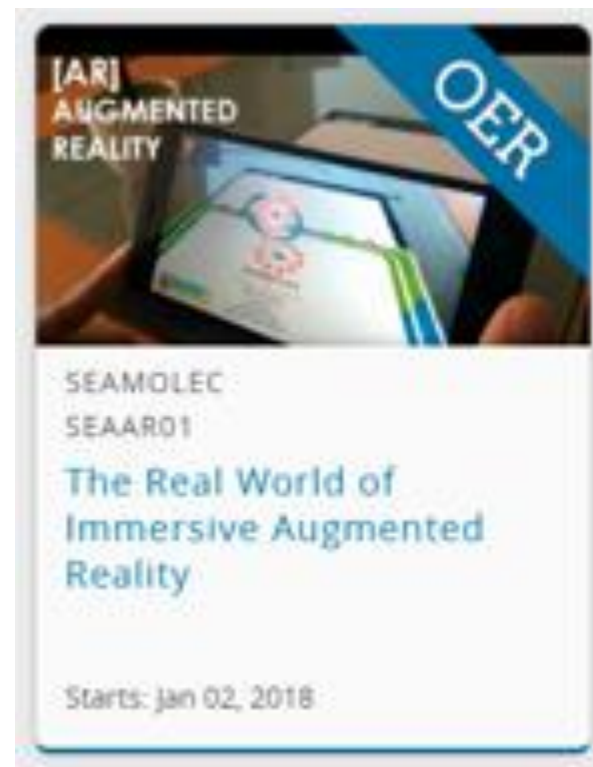 [AR]
AUGMENTED
REALITY
OER
SEAMOLEC
SEAAR01
The Real World of
Immersive Augmented
Reality
Starts: Jan 02, 2018